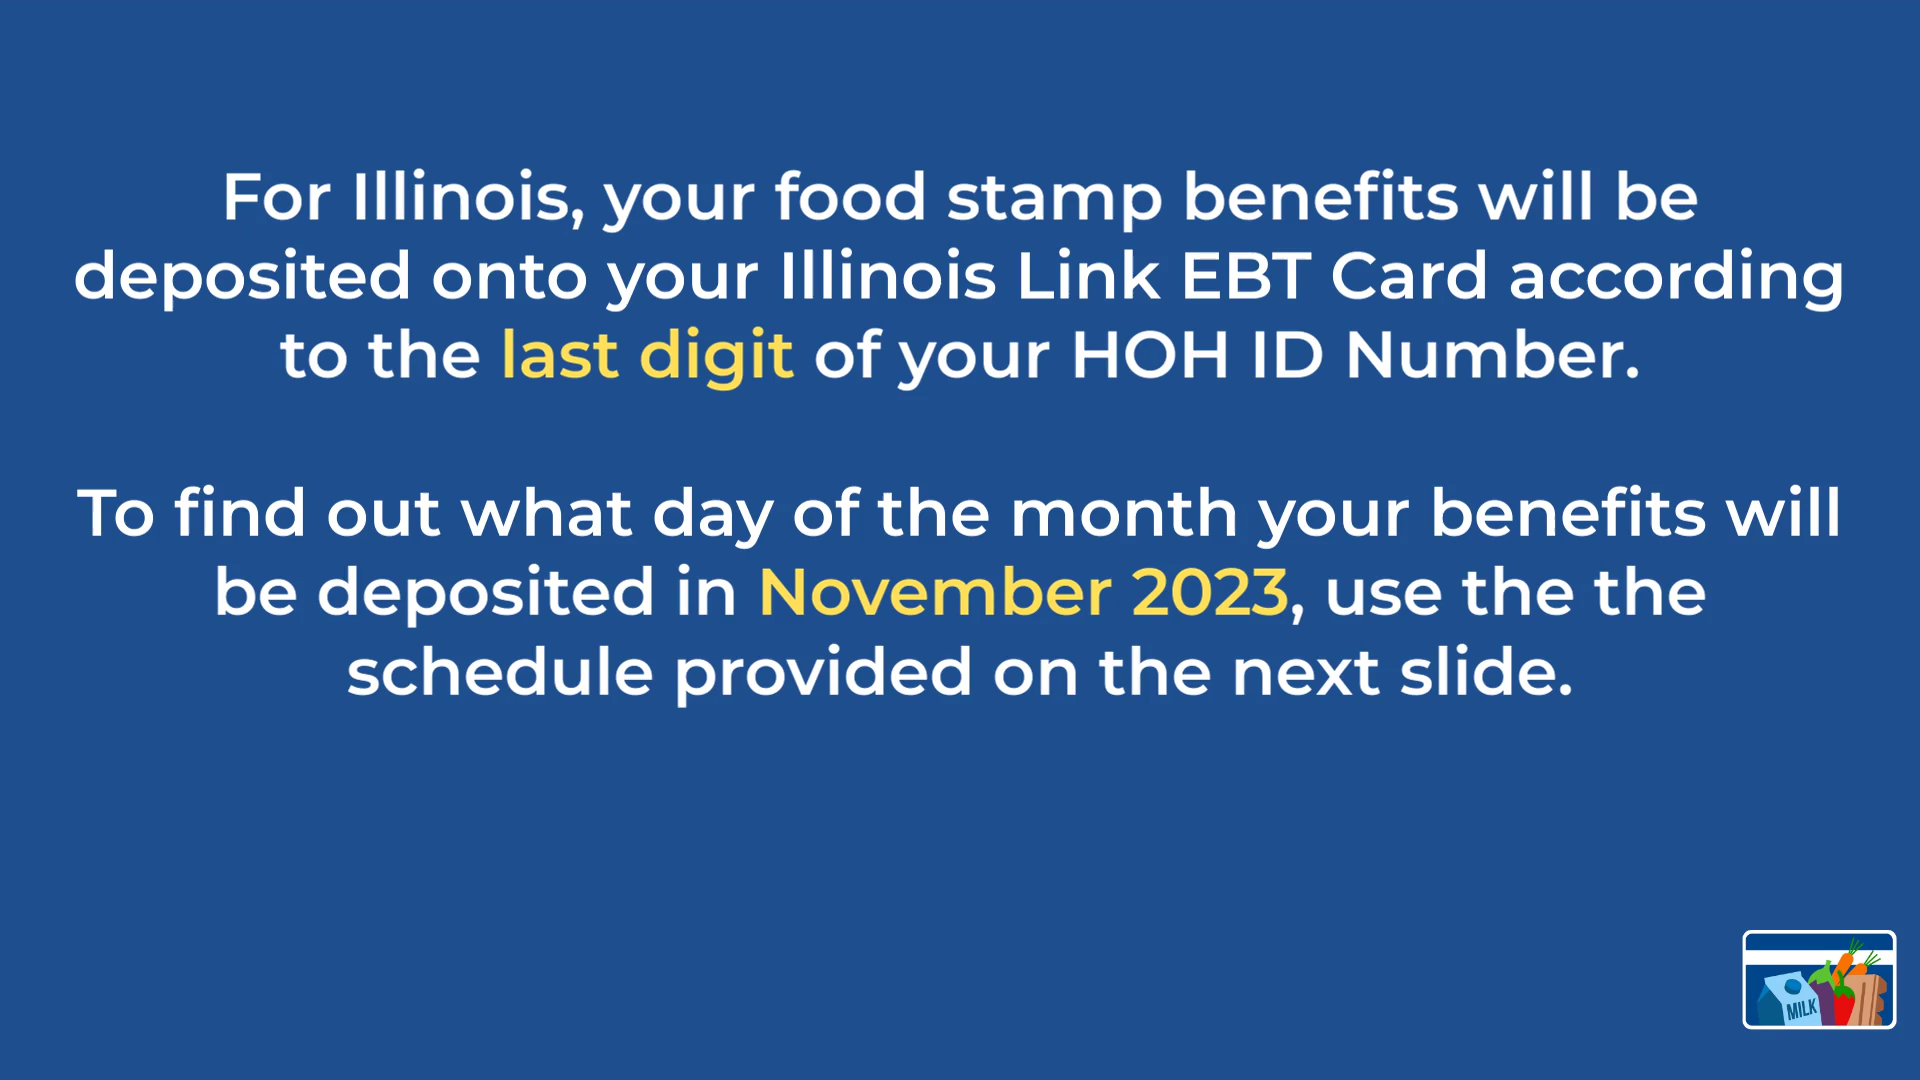 For Illinois, your food stamp benefits will be
deposited onto your Illinois Link EBT Card according
to the last digit of your HOH ID Number.
To find out what day of the month your benefits will
be deposited in November 2023, use the the
schedule provided on the next slide.
MILK